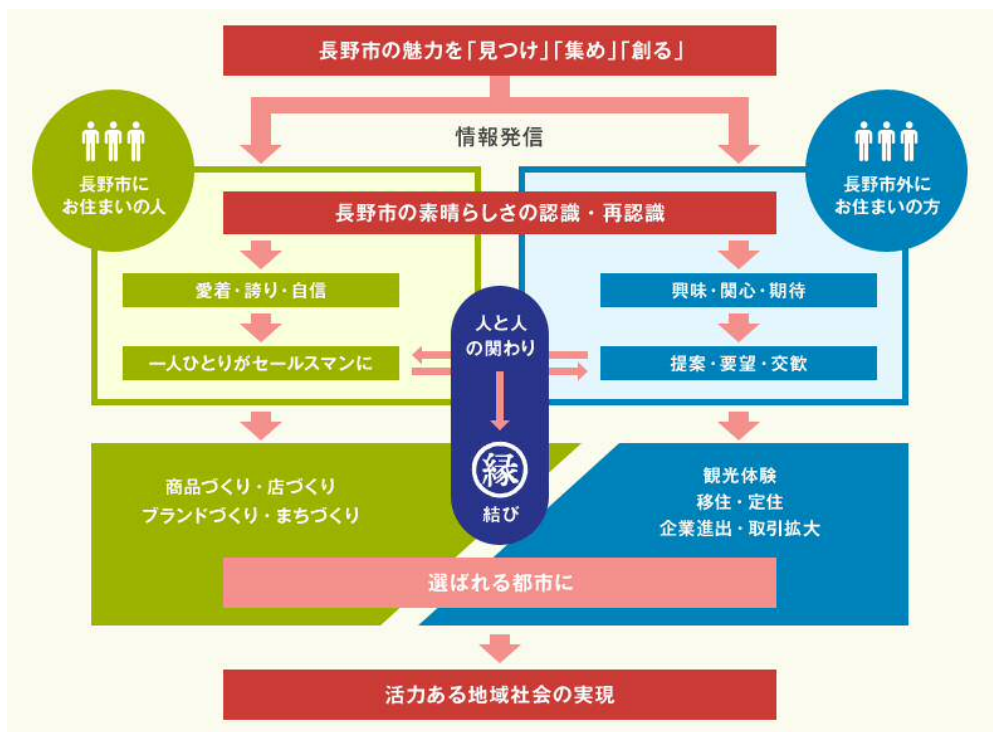 長野市の魅力を「見つけ」「集め」「創る」
情報発信
長野市に
お住まいの人
長野市外に
お住まいの方
長野市の素晴らしさの認識・再認識
愛着・誇り・自信
一人ひとりがセールスマンに
興味・関心・期待
提案・要望・交歓
人と人
の関わり
縁
結び
商品づくり・店づくり
ブランドづくり・まちづくり
観光体験
移住・定住
企業進出・取引拡大
選ばれる都市に
活力ある地域社会の実現